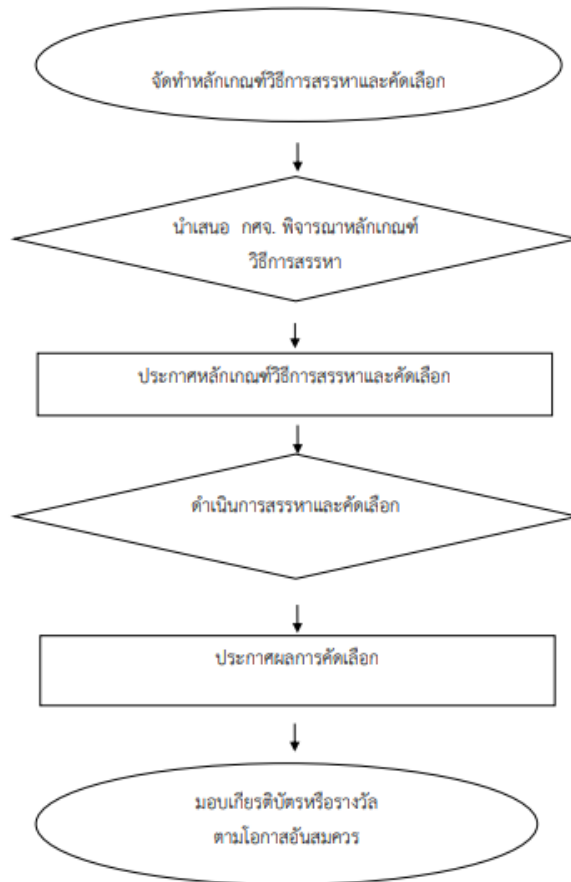 จัดทำหลักเกณฑ์วิธีการสรรหาและคัดเลือก
นำเสนอ กศจ. พิจารณาหลักเกณฑ์
วิธีการสรรหา
ประกาศหลักเกณฑ์วิธีการสรรหาและคัดเลือก
ดำเนินการสรรหาและคัดเลือก
ประกาศผลการคัดเลือก
มอบเกียรติบัตรหรือรางวัล
ตามโอกาสอันสมควร